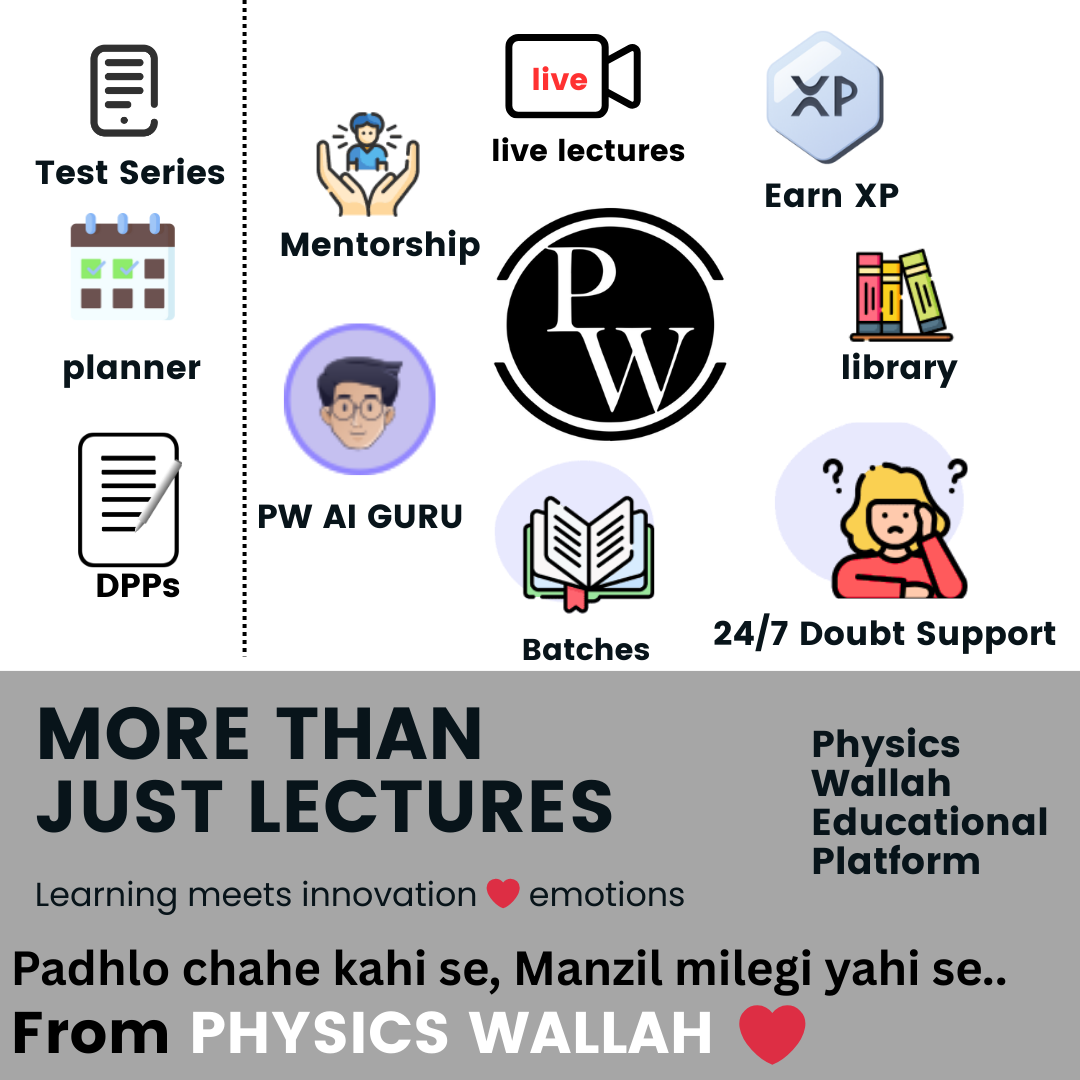 Test Series
planner
DPPs
Mentorship
PW AI GURU
live
live lectures
XP
Earn XP
PW
library
Batches
24/7 Doubt Support
MORE THAN
JUST LECTURES
Learning meets innovation ❤️ emotions
Physics
Wallah
Educational
Platform
Padhlo chahe kahi se, Manzil milegi yahi se..
From PHYSICS WALLAH ❤️